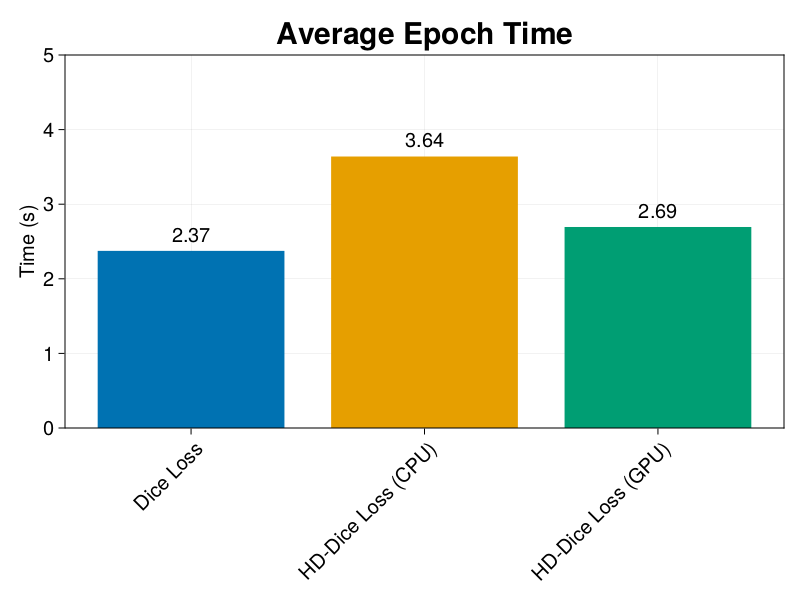 Average Epoch Time
Time (s)
5
4
3
2
1
0
2.37
3.64
2.69
Dice Loss
HD-Dice Loss (CPU)
HD-Dice Loss (GPU)